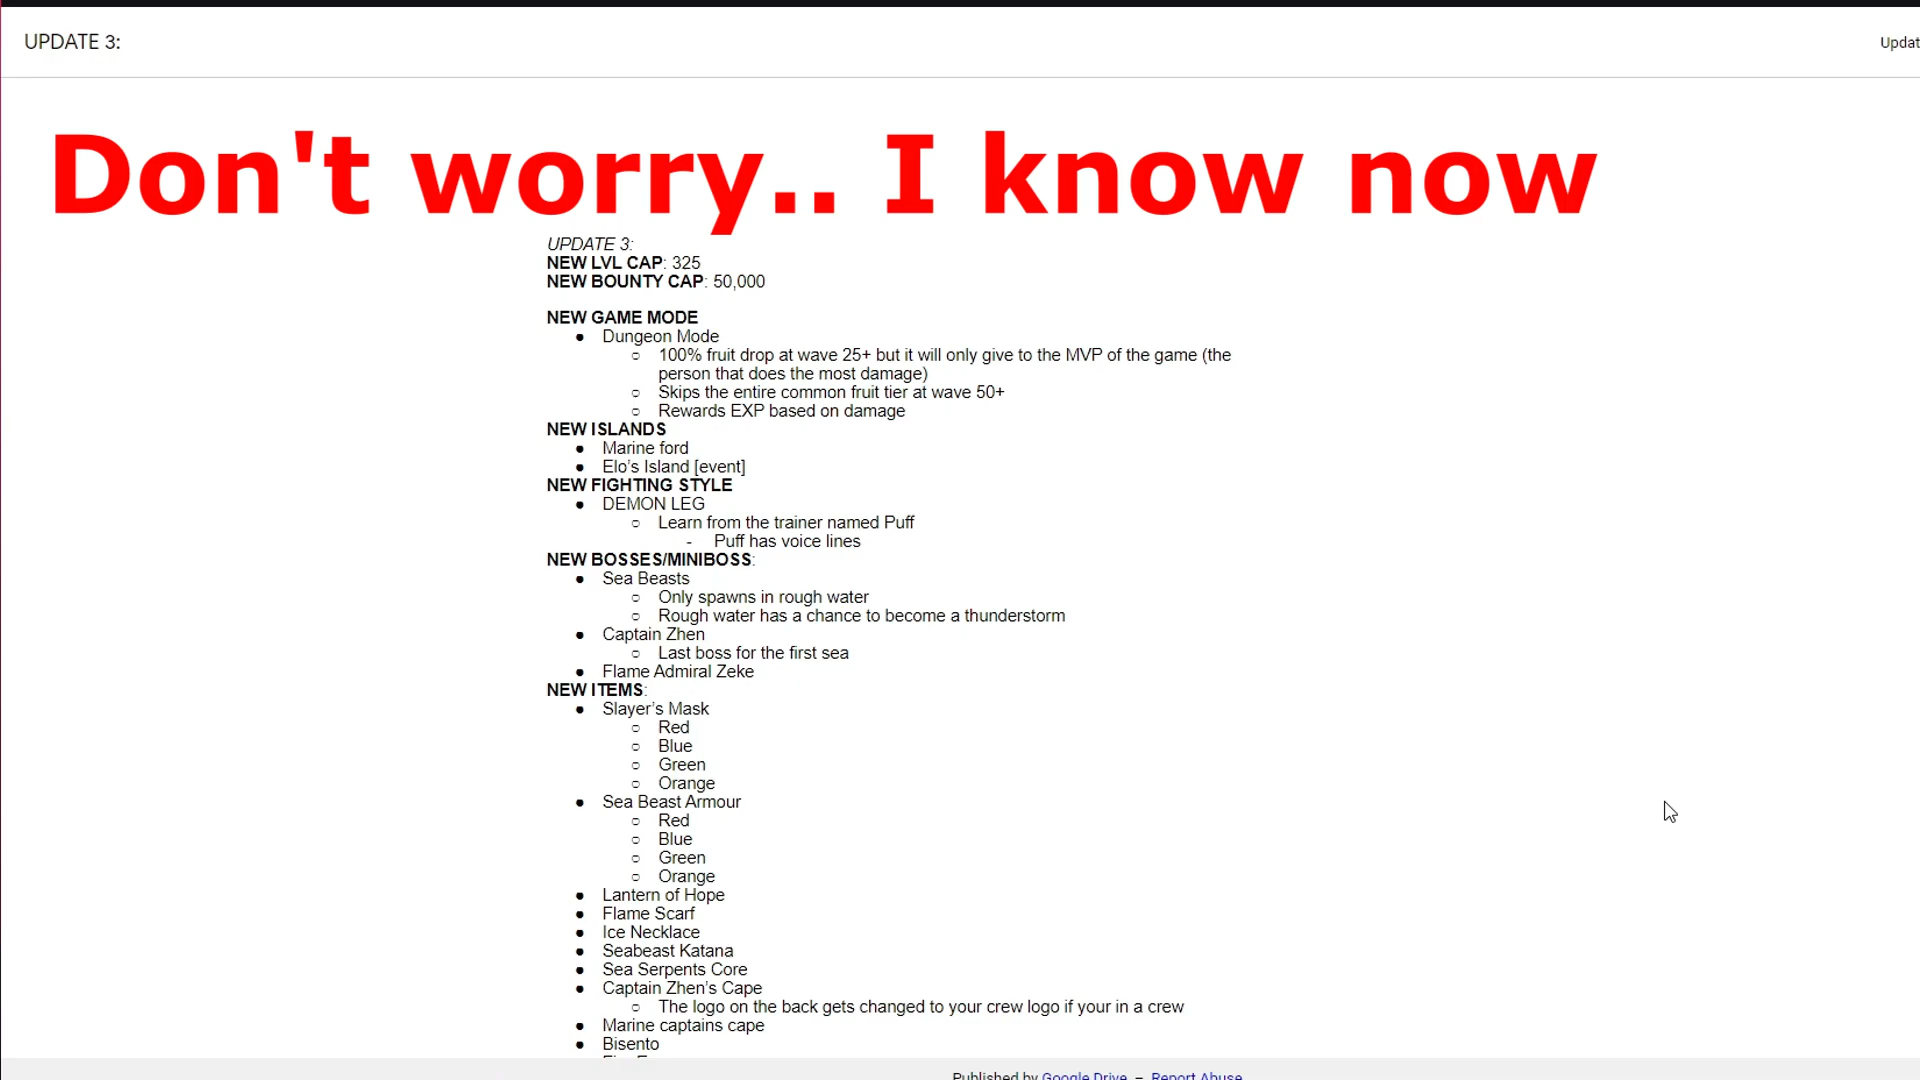 UPDATE 3:
Updat
Don't worry.. I know now
UPDATE 3:
NEW LVL CAP: 325
NEW BOUNTY CAP: 50,000
NEW GAME MODE
● Dungeon Mode
○ 100% fruit drop at wave 25+ but it will only give to the MVP of the game (the
person that does the most damage)
○ Skips the entire common fruit tier at wave 50+
○ Rewards EXP based on damage
NEW ISLANDS
● Marine ford
● Elo's Island [event]
NEW FIGHTING STYLE
● DEMON LEG
○ Learn from the trainer named Puff
- Puff has voice lines
NEW BOSSES/MINIBOSS:
● Sea Beasts
○ Only spawns in rough water
○ Rough water has a chance to become a thunderstorm
● Captain Zhen
○ Last boss for the first sea
● Flame Admiral Zeke
NEW ITEMS:
● Slayer's Mask
○ Red
○ Blue
○ Green
○ Orange
● Sea Beast Armour
○ Red
○ Blue
○ Green
○ Orange
● Lantern of Hope
● Flame Scarf
● Ice Necklace
● Seabeast Katana
● Sea Serpents Core
● Captain Zhen's Cape
○ The logo on the back gets changed to your crew logo if your in a crew
● Marine captains cape
● Bisento
Published by Google Drive – Report Abuse